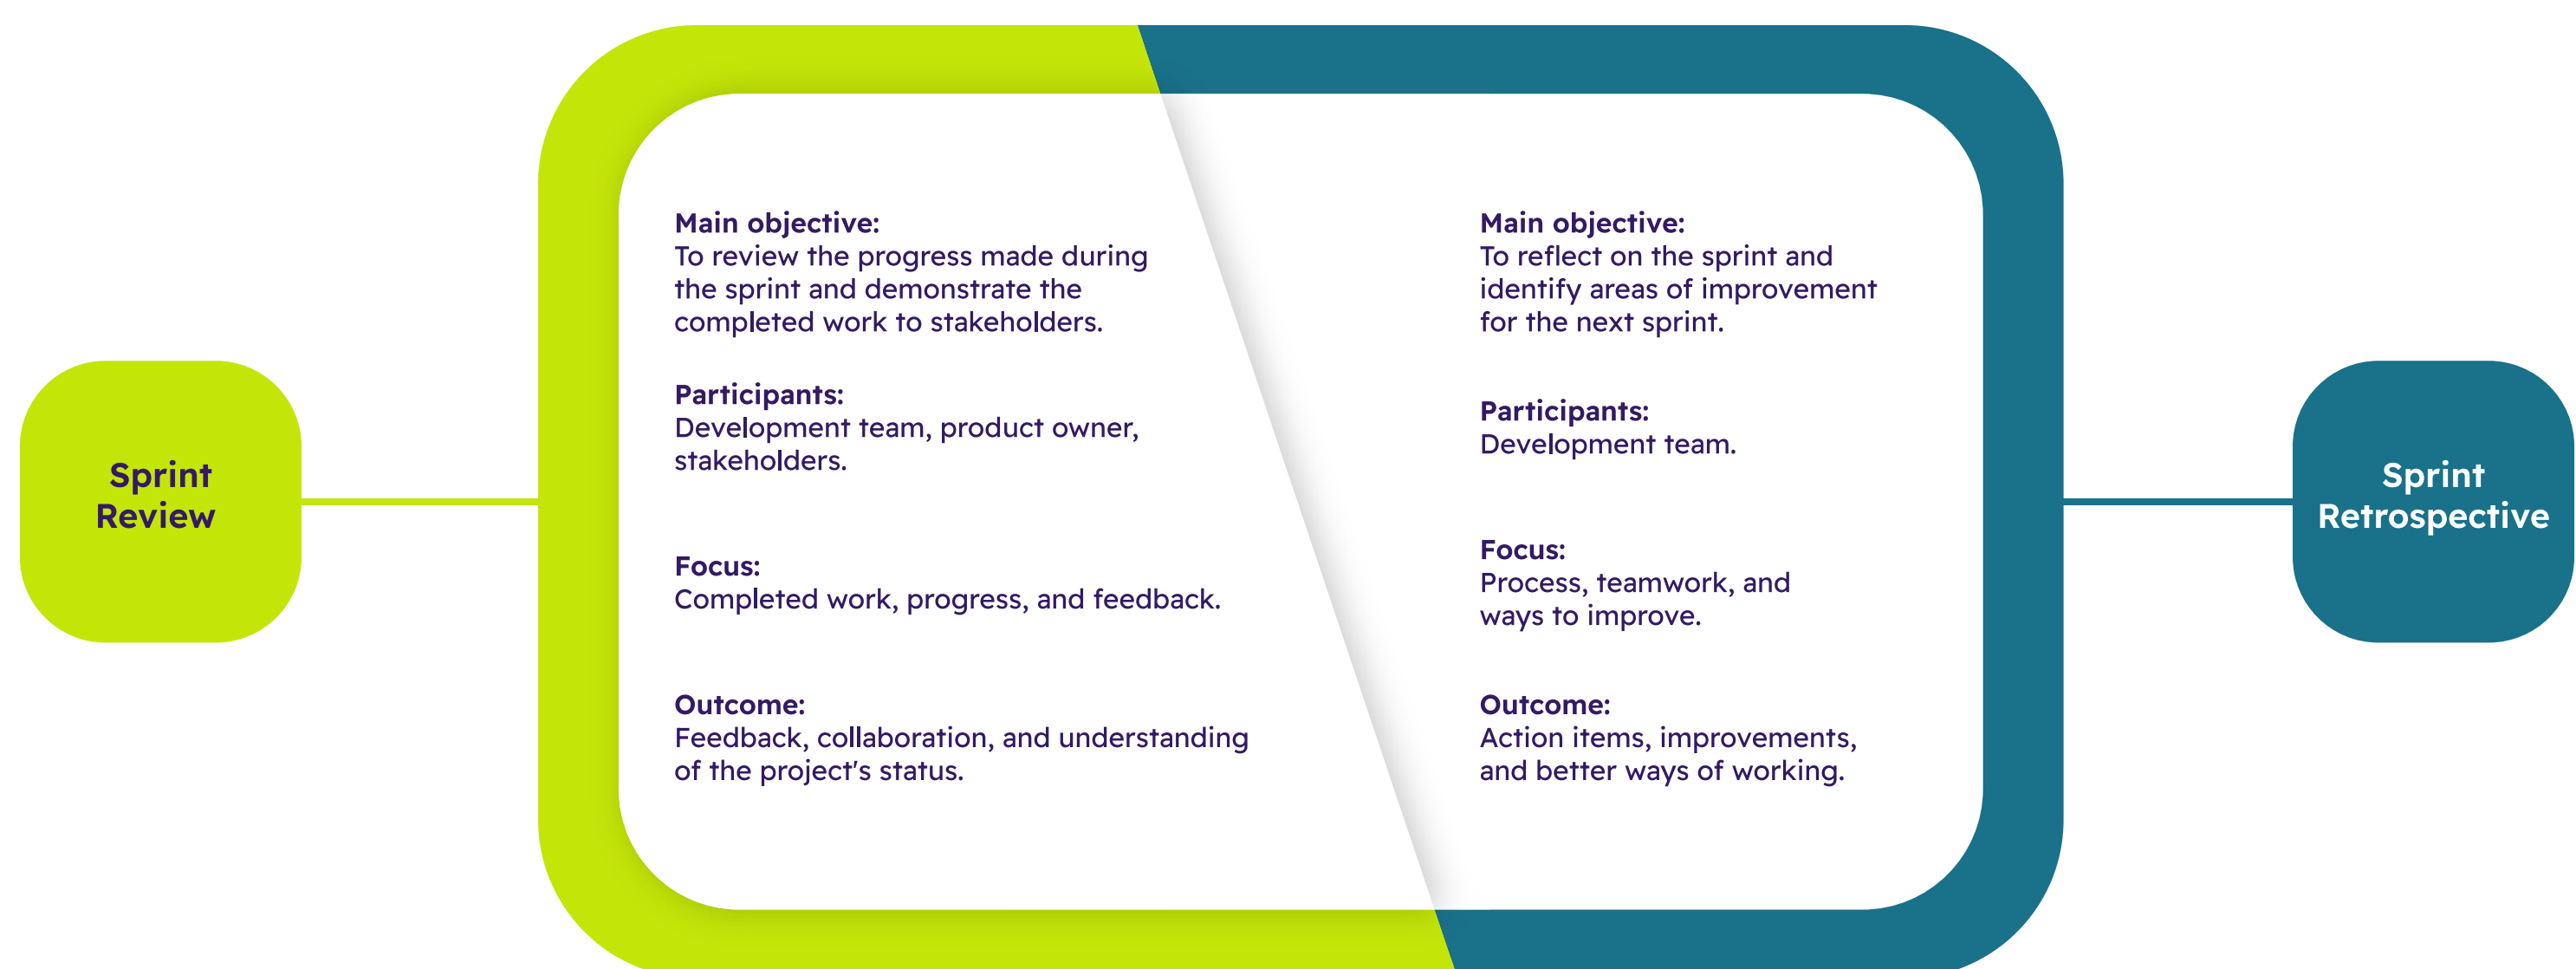 Sprint
Review
Main objective:
To review the progress made during
the sprint and demonstrate the
completed work to stakeholders.
Participants:
Development team, product owner,
stakeholders.
Focus:
Completed work, progress, and feedback.
Outcome:
Feedback, collaboration, and understanding
of the project's status.
Main objective:
To reflect on the sprint and
identify areas of improvement
for the next sprint.
Participants:
Development team.
Focus:
Process, teamwork, and
ways to improve.
Outcome:
Action items, improvements,
and better ways of working.
Sprint
Retrospective